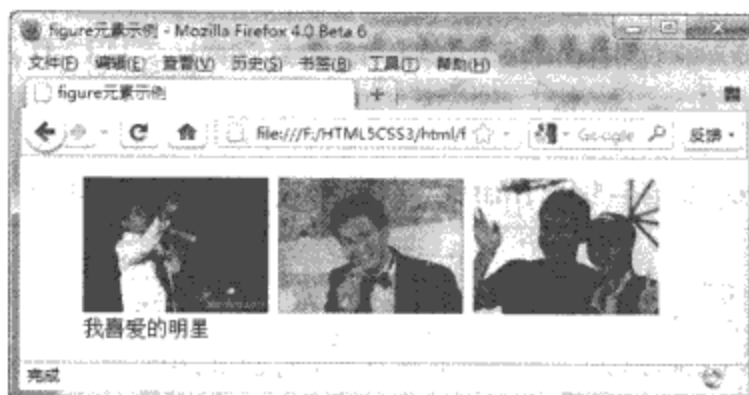 figure元素示例 - Mozilla Firefox 4.0 Beta 6
文件(F) 编辑(E) 查看(V) 历史(S) 书签(B) 工具(T) 帮助(H)
figure元素示例
file:///F:/HTML5CSS3/html/f Google 反馈
我喜爱的明星
完成